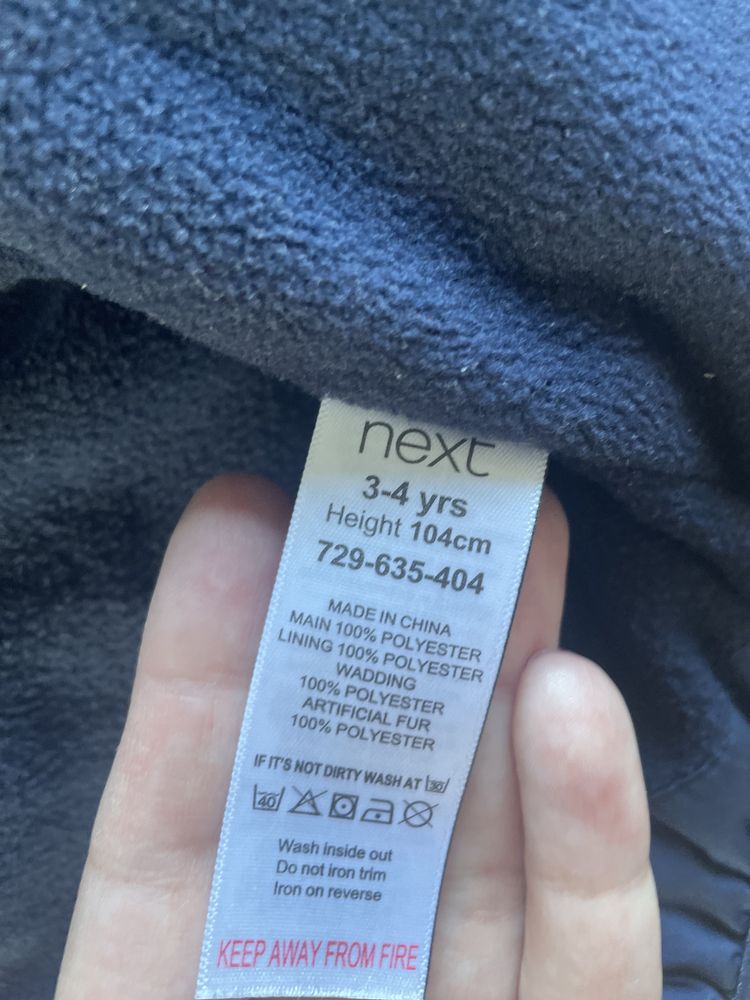 next
3-4 yrs
Height 104cm
729-635-404
MADE IN CHINA
MAIN 100% POLYESTER
LINING 100% POLYESTER
WADDING
100% POLYESTER
ARTIFICIAL FUR
100% POLYESTER
IF IT'S NOT DIRTY WASH AT 30
40
Wash inside out
Do not iron trim
Iron on reverse
KEEP AWAY FROM FIRE